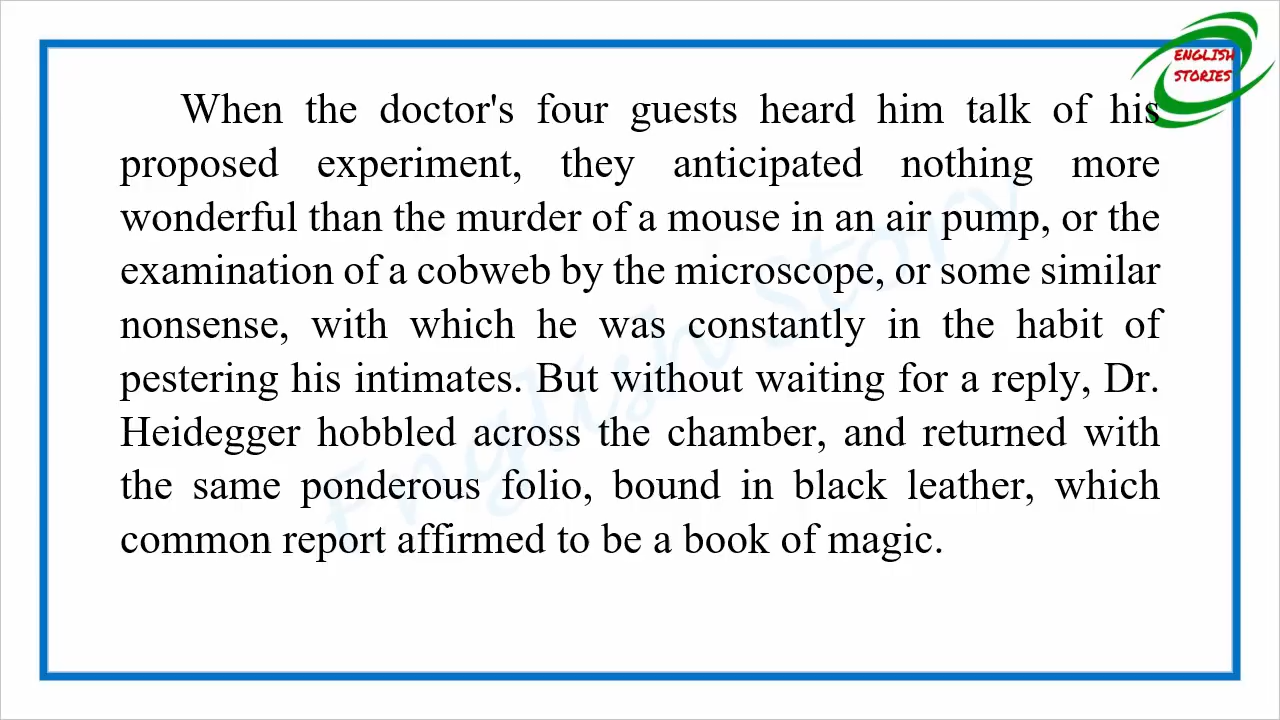 ENGLISH
STORIES
When the doctor's four guests heard him talk of his
proposed experiment, they anticipated nothing more
wonderful than the murder of a mouse in an air pump, or the
examination of a cobweb by the microscope, or some similar
nonsense, with which he was constantly in the habit of
pestering his intimates. But without waiting for a reply, Dr.
Heidegger hobbled across the chamber, and returned with
the same ponderous folio, bound in black leather, which
common report affirmed to be a book of magic.
English Story